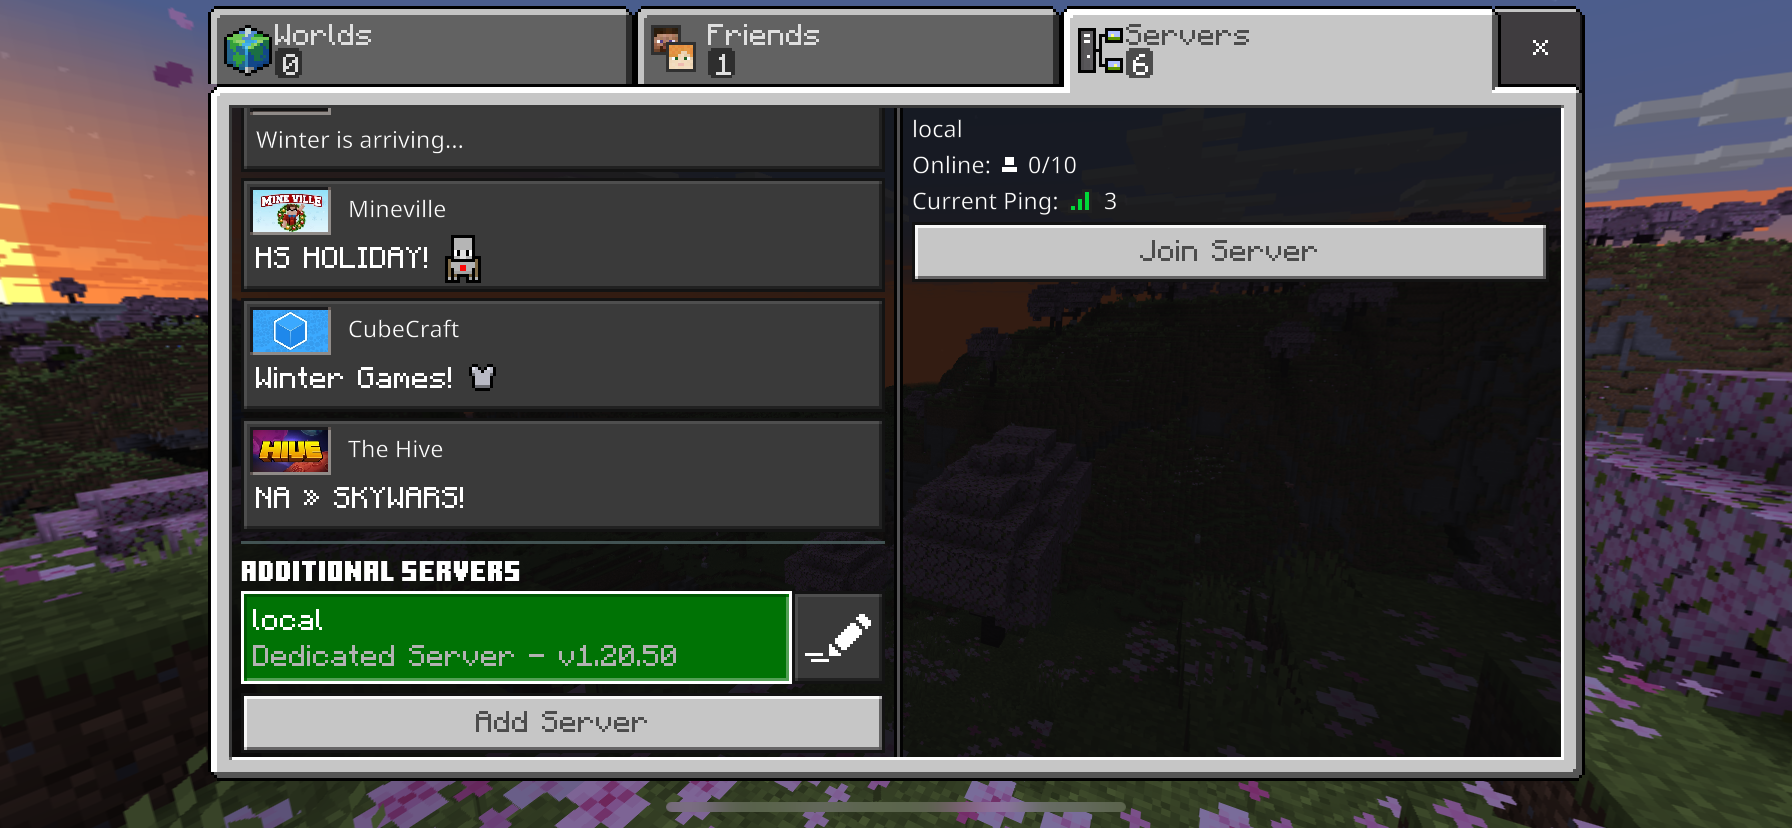 Worlds
0
Friends
1
Servers
6
Winter is arriving...
MINEVILLE
Mineville
HS HOLIDAY!
CubeCraft
Winter Games!
HIVE
The Hive
NA » SKYWARS!
ADDITIONAL SERVERS
local
Dedicated Server - v1.20.50
Add Server
local
Online: 0/10
Current Ping: 3
Join Server